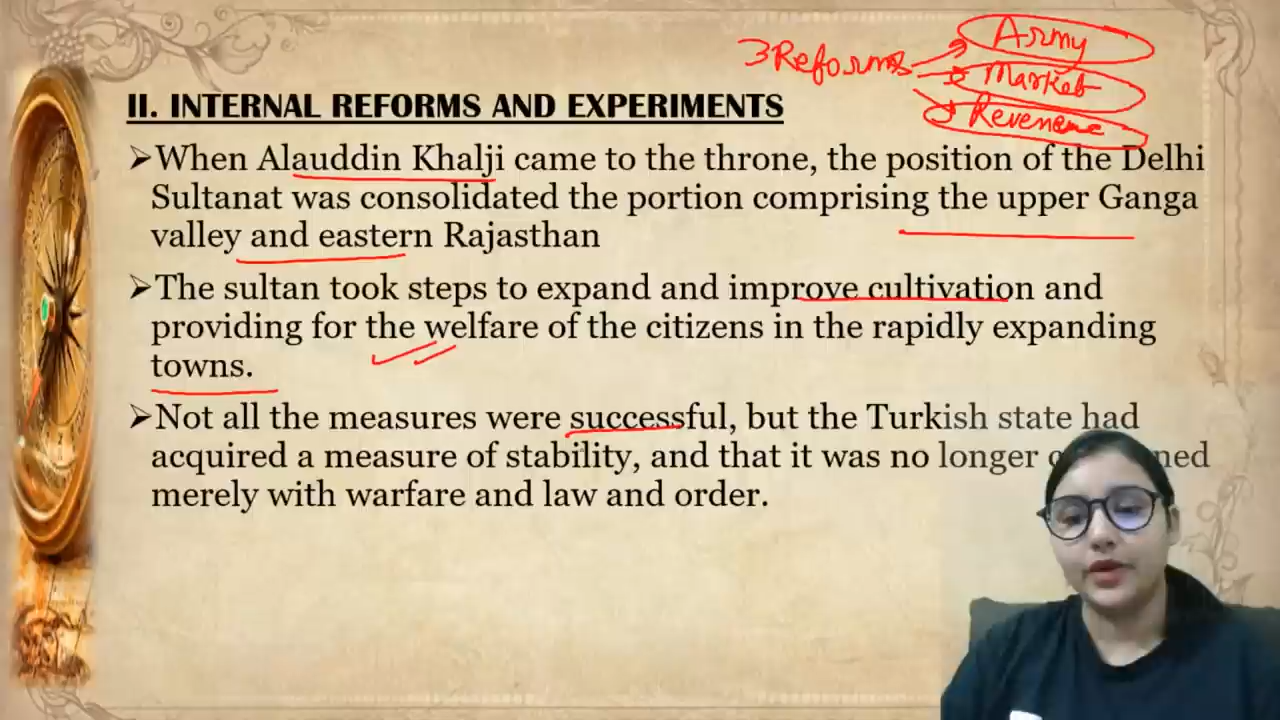 3 Reforms
Army
Market
Revenene
II. INTERNAL REFORMS AND EXPERIMENTS
➢When Alauddin Khalji came to the throne, the position of the Delhi
Sultanat was consolidated the portion comprising the upper Ganga
valley and eastern Rajasthan
➢The sultan took steps to expand and improve cultivation and
providing for the welfare of the citizens in the rapidly expanding
towns.
➢Not all the measures were successful, but the Turkish state had
acquired a measure of stability, and that it was no longer
merely with warfare and law and order.